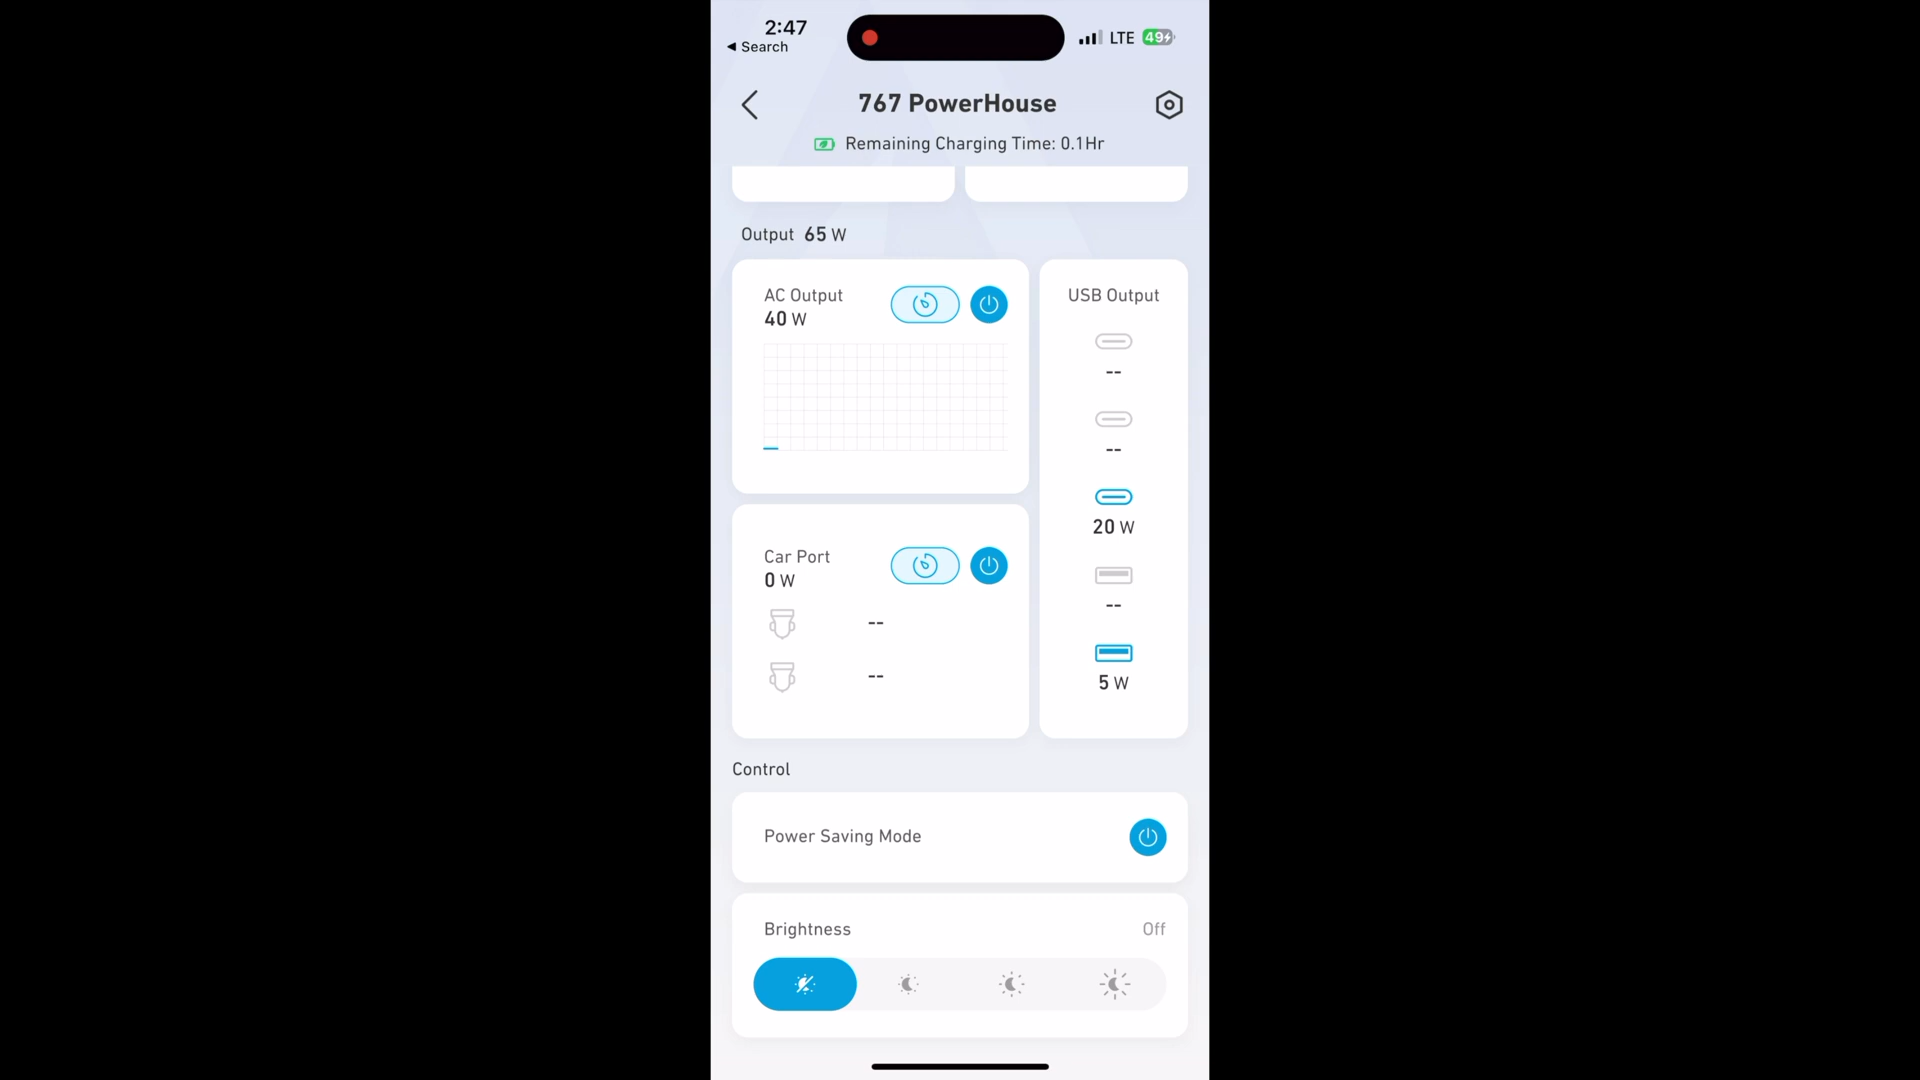 2:47
◀ Search
LTE
49
767 PowerHouse
Remaining Charging Time: 0.1Hr
Output 65 W
AC Output
40 W
USB Output
--
--
20 W
--
5 W
Car Port
0 W
--
--
Control
Power Saving Mode
Brightness
Off